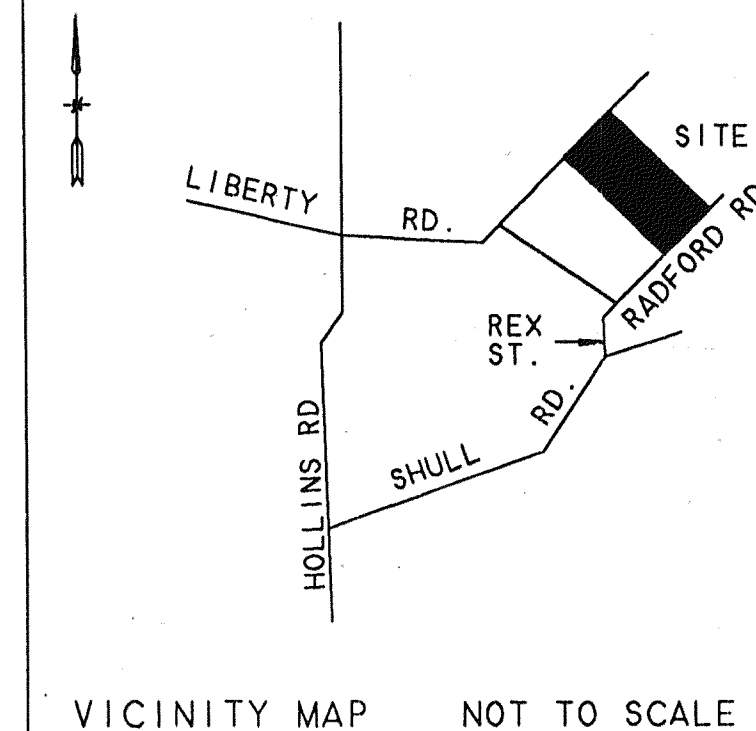 SITE
LIBERTY RD.
RADFORD RD
REX
ST.
SHULL RD.
HOLLINS RD
VICINITY MAP NOT TO SCALE